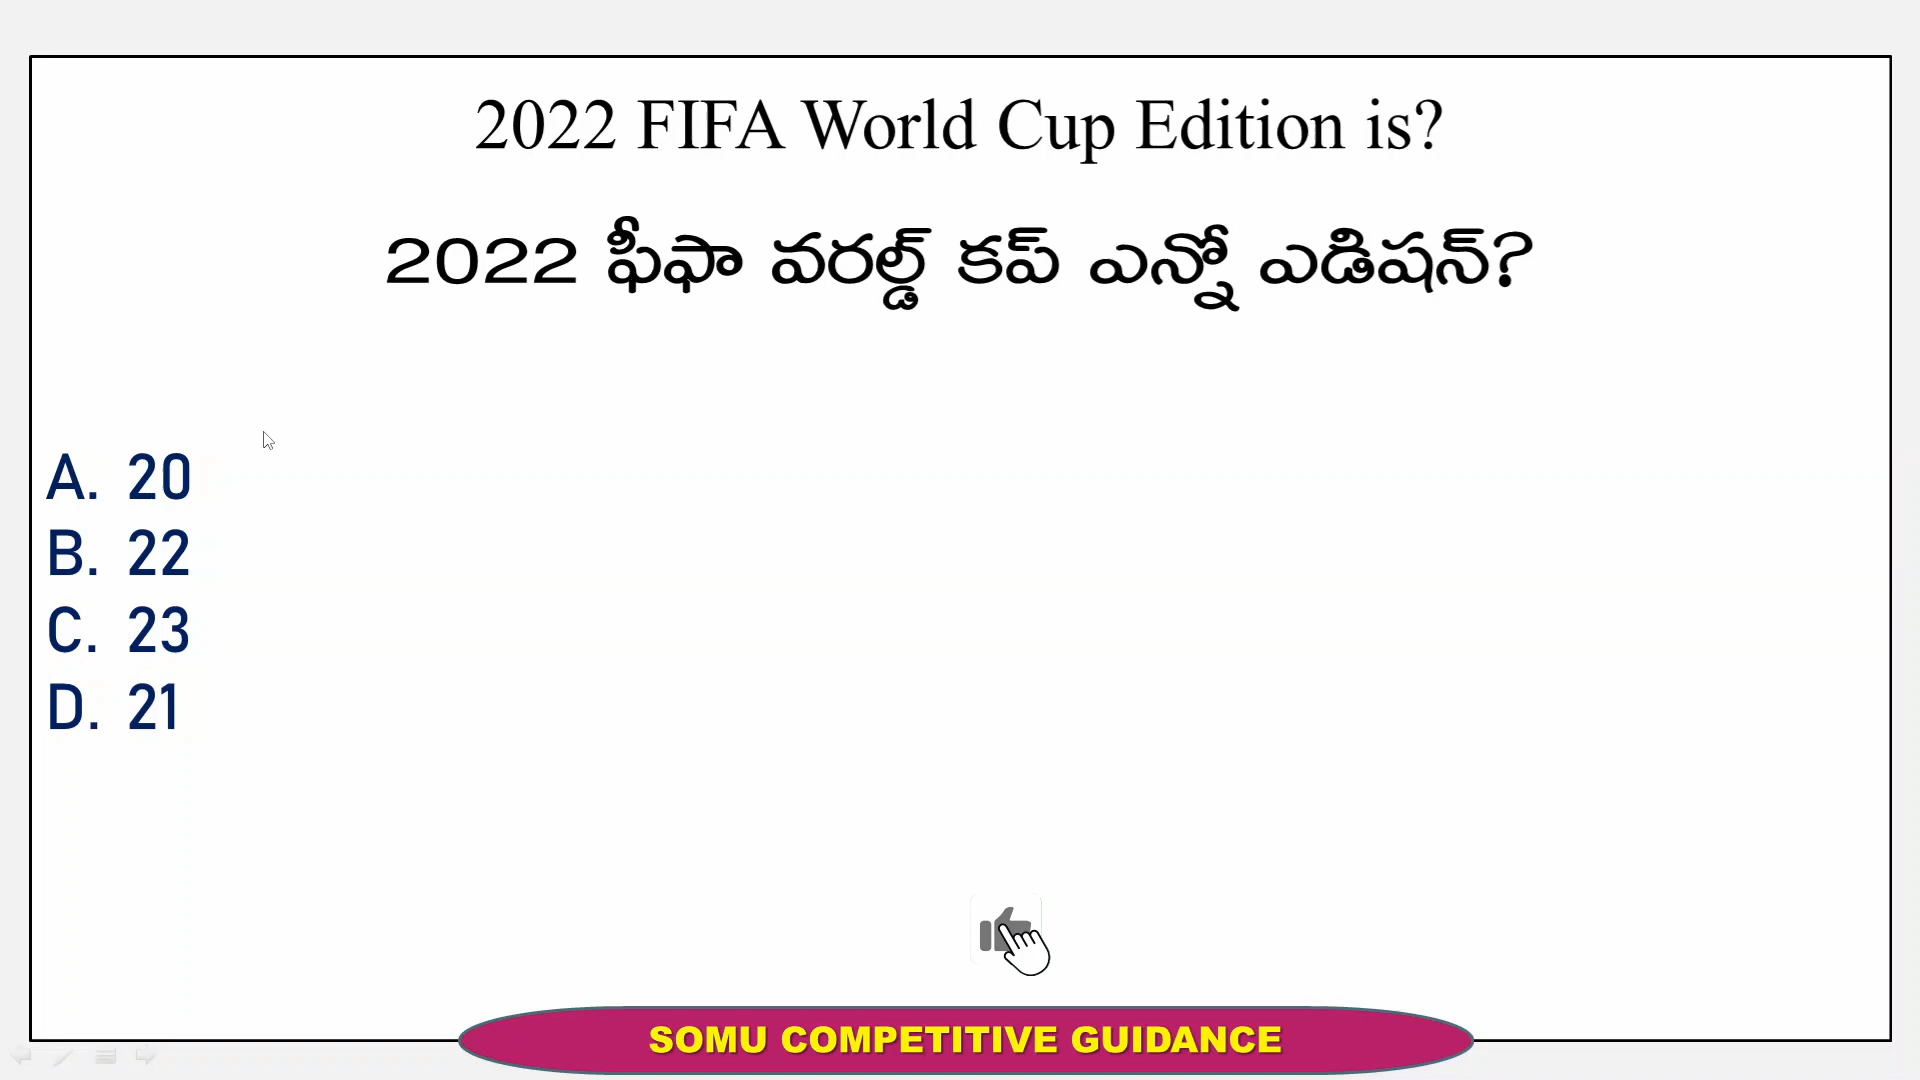 2022 FIFA World Cup Edition is?
2022 ఫీఫా వరల్డ్ కప్ ఎన్నో ఎడిషన్?
A. 20
B. 22
C. 23
D. 21
SOMU COMPETITIVE GUIDANCE